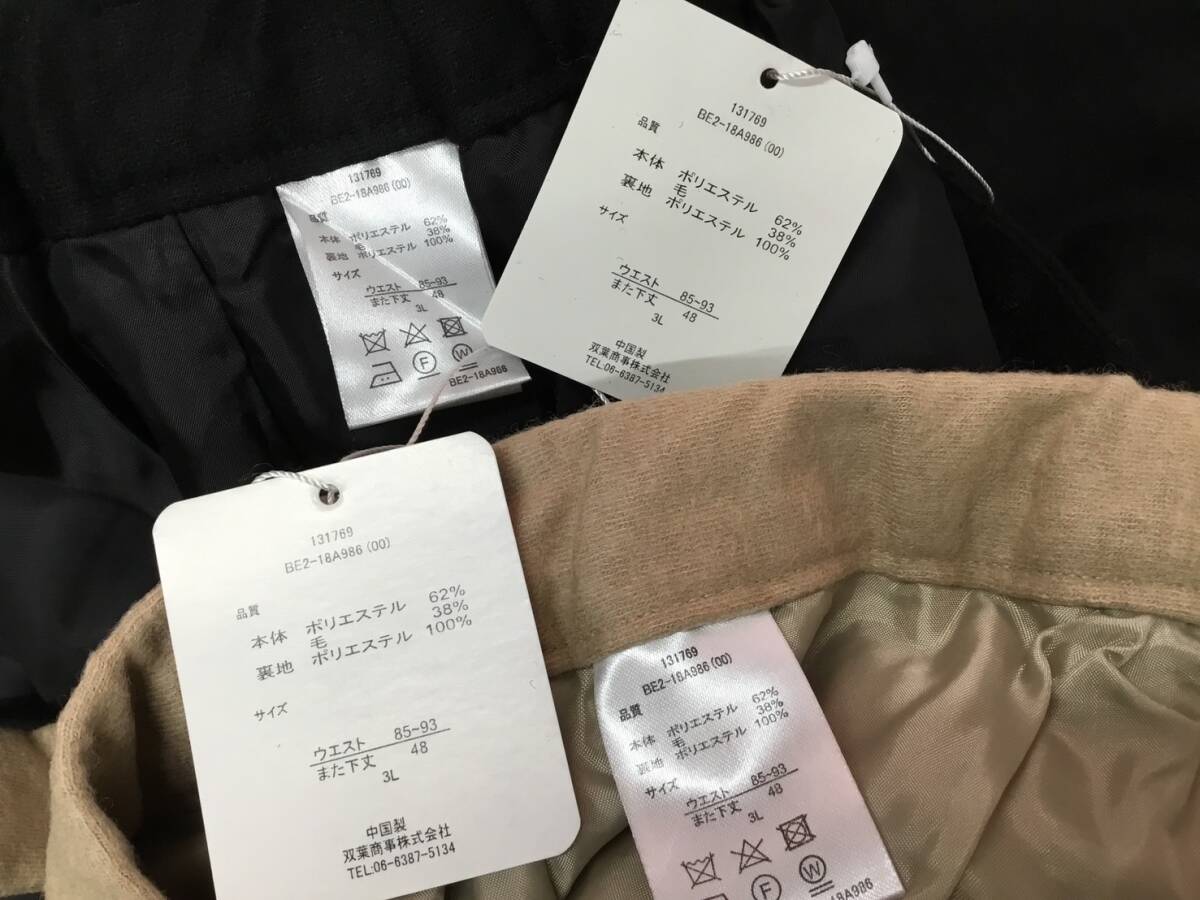 131769
BE2-18A986(00)
品質
本体 ポリエステル 62%
毛 38%
裏地 ポリエステル 100%
サイズ
ウエスト 85~93
また下丈 48
3L
F
W
BE2-18A986
131769
BE2-18A986(00)
品質
本体 ポリエステル 62%
毛 38%
裏地 ポリエステル 100%
サイズ
ウエスト 85~93
また下丈 48
3L
中国製
双葉商事株式会社
TEL:06-6387-5134
131769
BE2-18A986(00)
品質
本体 ポリエステル 62%
毛 38%
裏地 ポリエステル 100%
サイズ
ウエスト 85~93
また下丈 48
3L
中国製
双葉商事株式会社
TEL:06-6387-5134
131769
BE2-18A986(00)
品質
本体 ポリエステル 62%
毛 38%
裏地 ポリエステル 100%
サイズ
ウエスト 85~93
また下丈 48
3L
F
W
-18A986